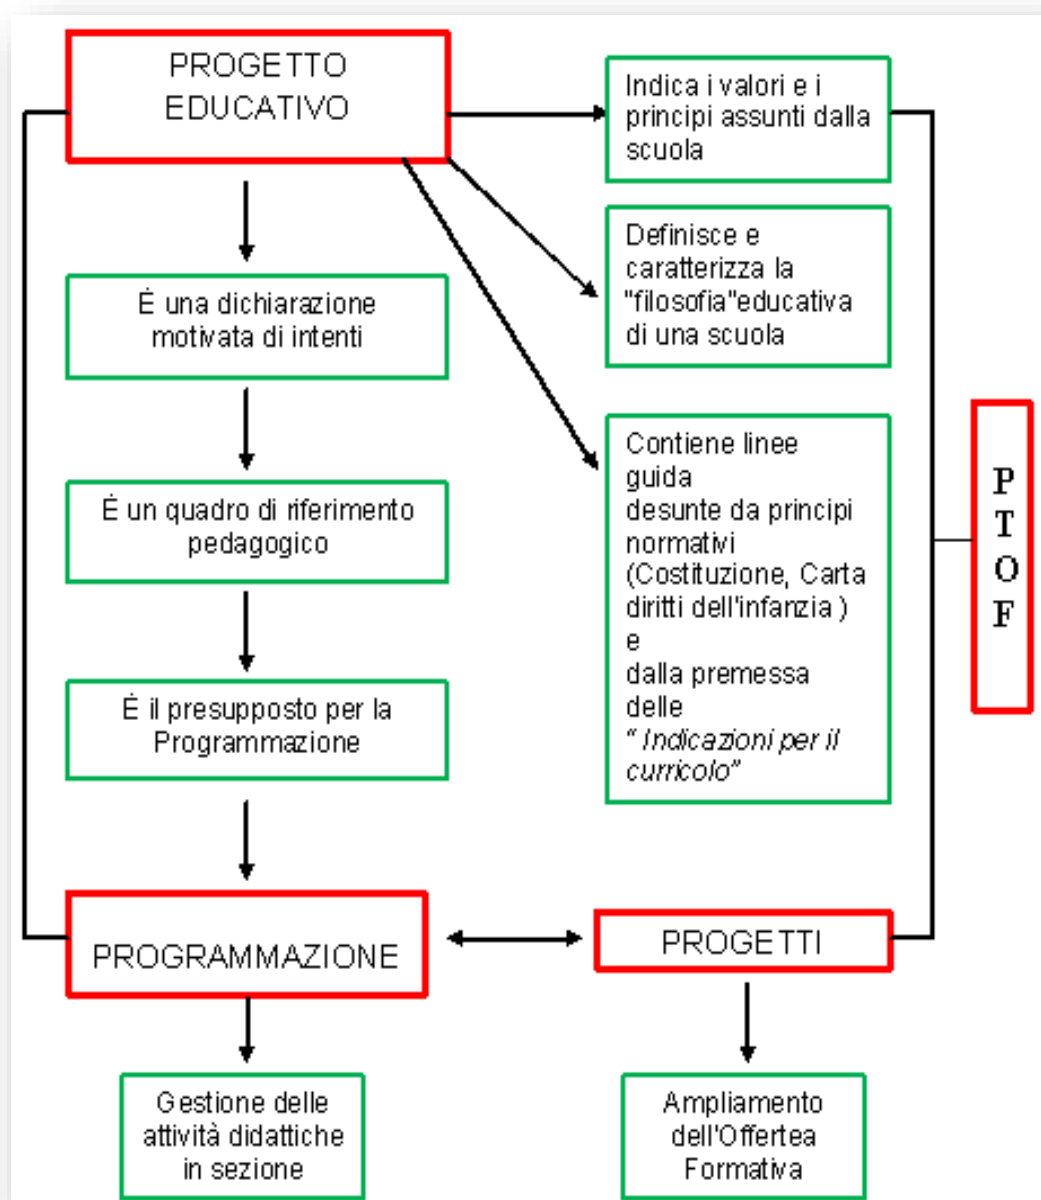 PROGETTO
EDUCATIVO
Indica i valori e i
principi assunti dalla
scuola
Definisce e
caratterizza la
"filosofia"educativa
di una scuola
Ė una dichiarazione
motivata di intenti
Contiene linee
guida
desunte da principi
normativi
(Costituzione, Carta
diritti dell'infanzia )
e
dalla premessa
delle
" Indicazioni per il
curricolo"
P
T
O
F
Ė un quadro di riferimento
pedagogico
Ė il presupposto per la
Programmazione
PROGRAMMAZIONE
PROGETTI
Gestione delle
attività didattiche
in sezione
Ampliamento
dell'Offertea
Formativa